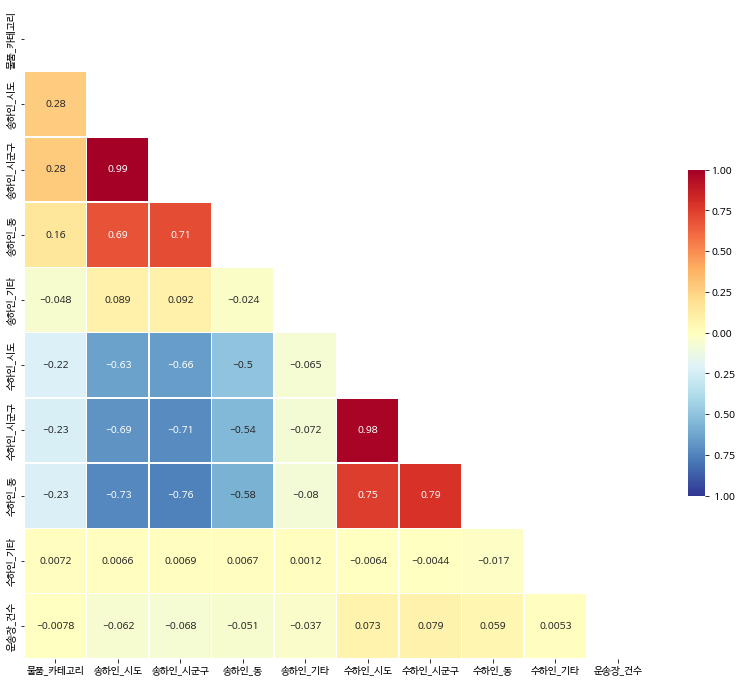 물품_카테고리
송하인_시도
0.28
송하인_시군구
0.28 0.99
송하인_동
0.16 0.69 0.71
송하인_기타
−0.048 0.089 0.092 −0.024
수하인_시도
−0.22 −0.63 −0.66 −0.5 −0.065
수하인_시군구
−0.23 −0.69 −0.71 −0.54 −0.072 0.98
수하인_동
−0.23 −0.73 −0.76 −0.58 −0.08 0.75 0.79
수하인_기타
0.0072 0.0066 0.0069 0.0067 0.0012 −0.0064 −0.0044 −0.017
운송장_건수
−0.0078 −0.062 −0.068 −0.051 −0.037 0.073 0.079 0.059 0.0053
물품_카테고리 송하인_시도 송하인_시군구 송하인_동 송하인_기타 수하인_시도 수하인_시군구 수하인_동 수하인_기타 운송장_건수
1.00
0.75
0.50
0.25
0.00
0.25
0.50
0.75
1.00